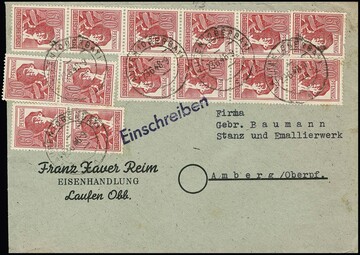 Einschreiben
Firma
Gebr. Baumann
Stanz und Emallierwerk
Franz Xaver Reim
EISENHANDLUNG
Laufen Obb.
Amberg/Oberpf.